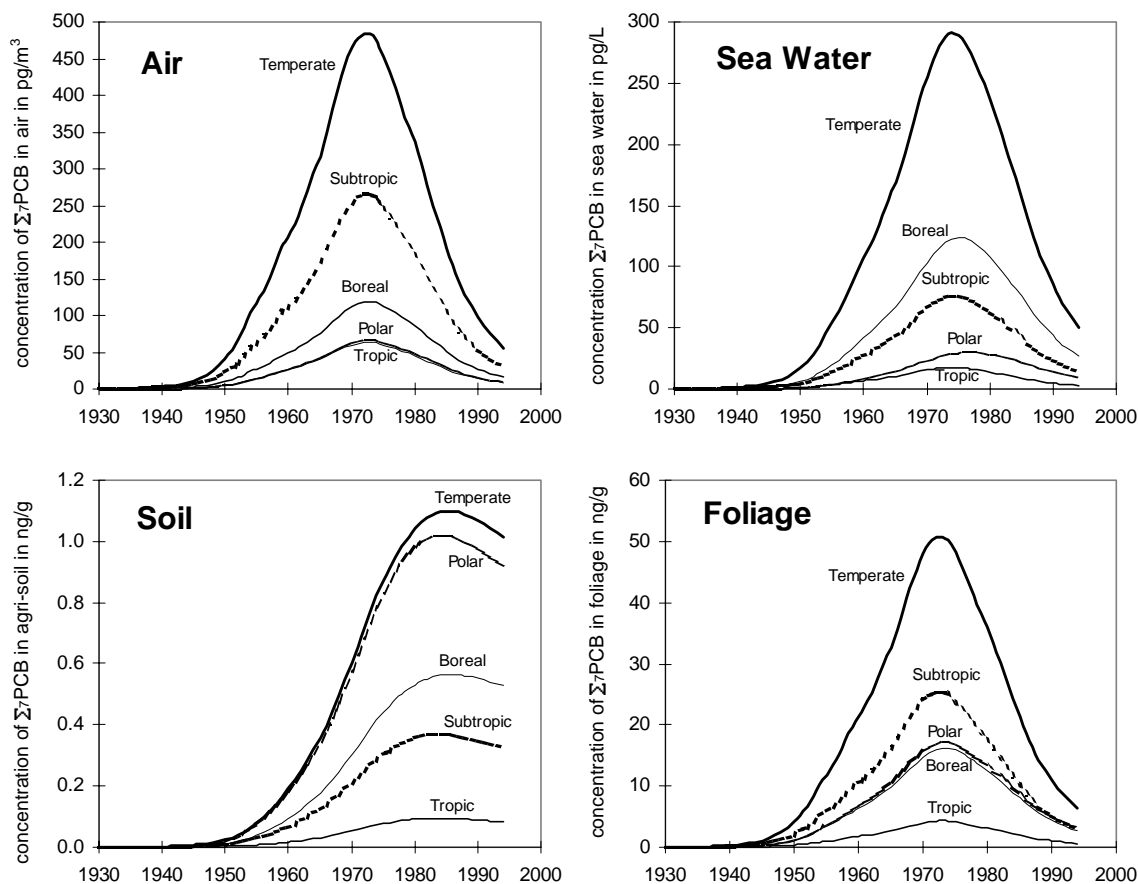 Air
concentration of Σ₇PCB in air in pg/m³
500
450
400
350
300
250
200
150
100
50
0
Temperate
Subtropic
Boreal
Polar
Tropic
1930 1940 1950 1960 1970 1980 1990 2000
Sea Water
concentration Σ₇PCB in sea water in pg/L
300
250
200
150
100
50
0
Temperate
Boreal
Subtropic
Polar
Tropic
1930 1940 1950 1960 1970 1980 1990 2000
Soil
concentration of Σ₇PCB in agri-soil in ng/g
1.2
1.0
0.8
0.6
0.4
0.2
0.0
Temperate
Polar
Boreal
Subtropic
Tropic
1930 1940 1950 1960 1970 1980 1990 2000
Foliage
concentration of Σ₇PCB in foliage in ng/g
60
50
40
30
20
10
0
Temperate
Subtropic
Polar
Boreal
Tropic
1930 1940 1950 1960 1970 1980 1990 2000